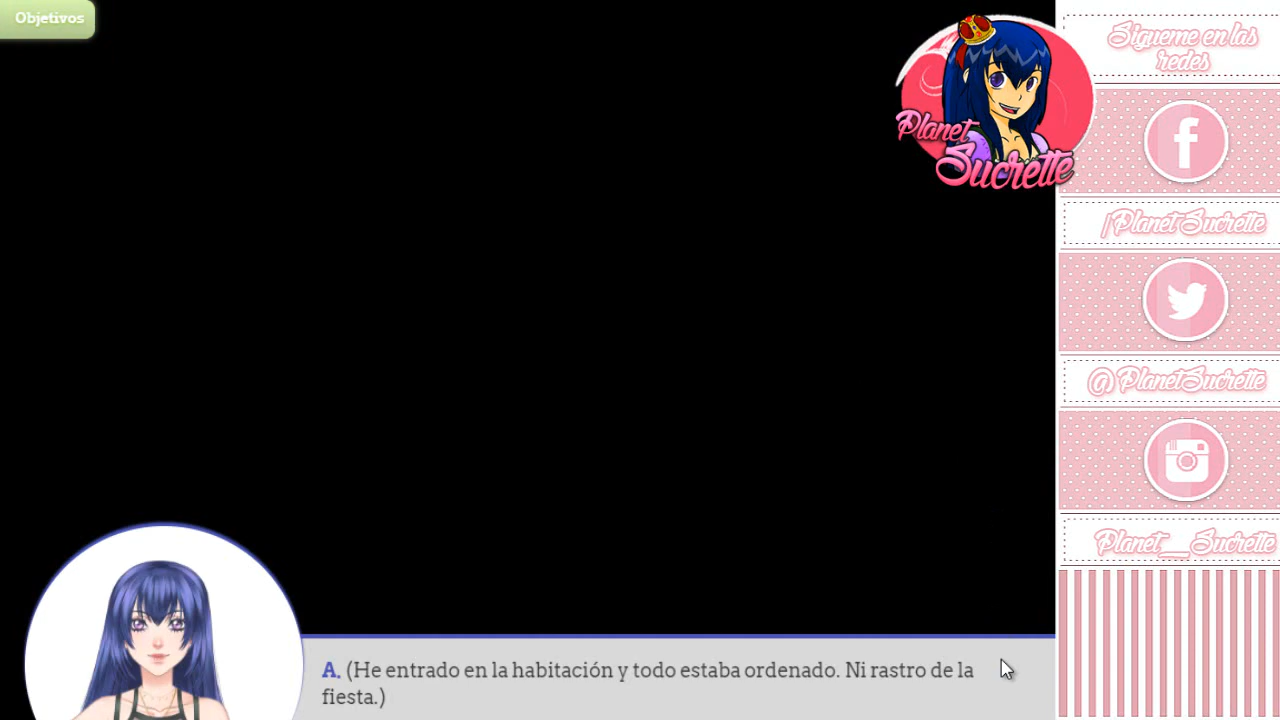 Objetivos
Planet
Sucrette
Sigueme en las
redes
/PlanetSucrette
@PlanetSucrette
Planet__Sucrette
A. (He entrado en la habitación y todo estaba ordenado. Ni rastro de la
fiesta.)